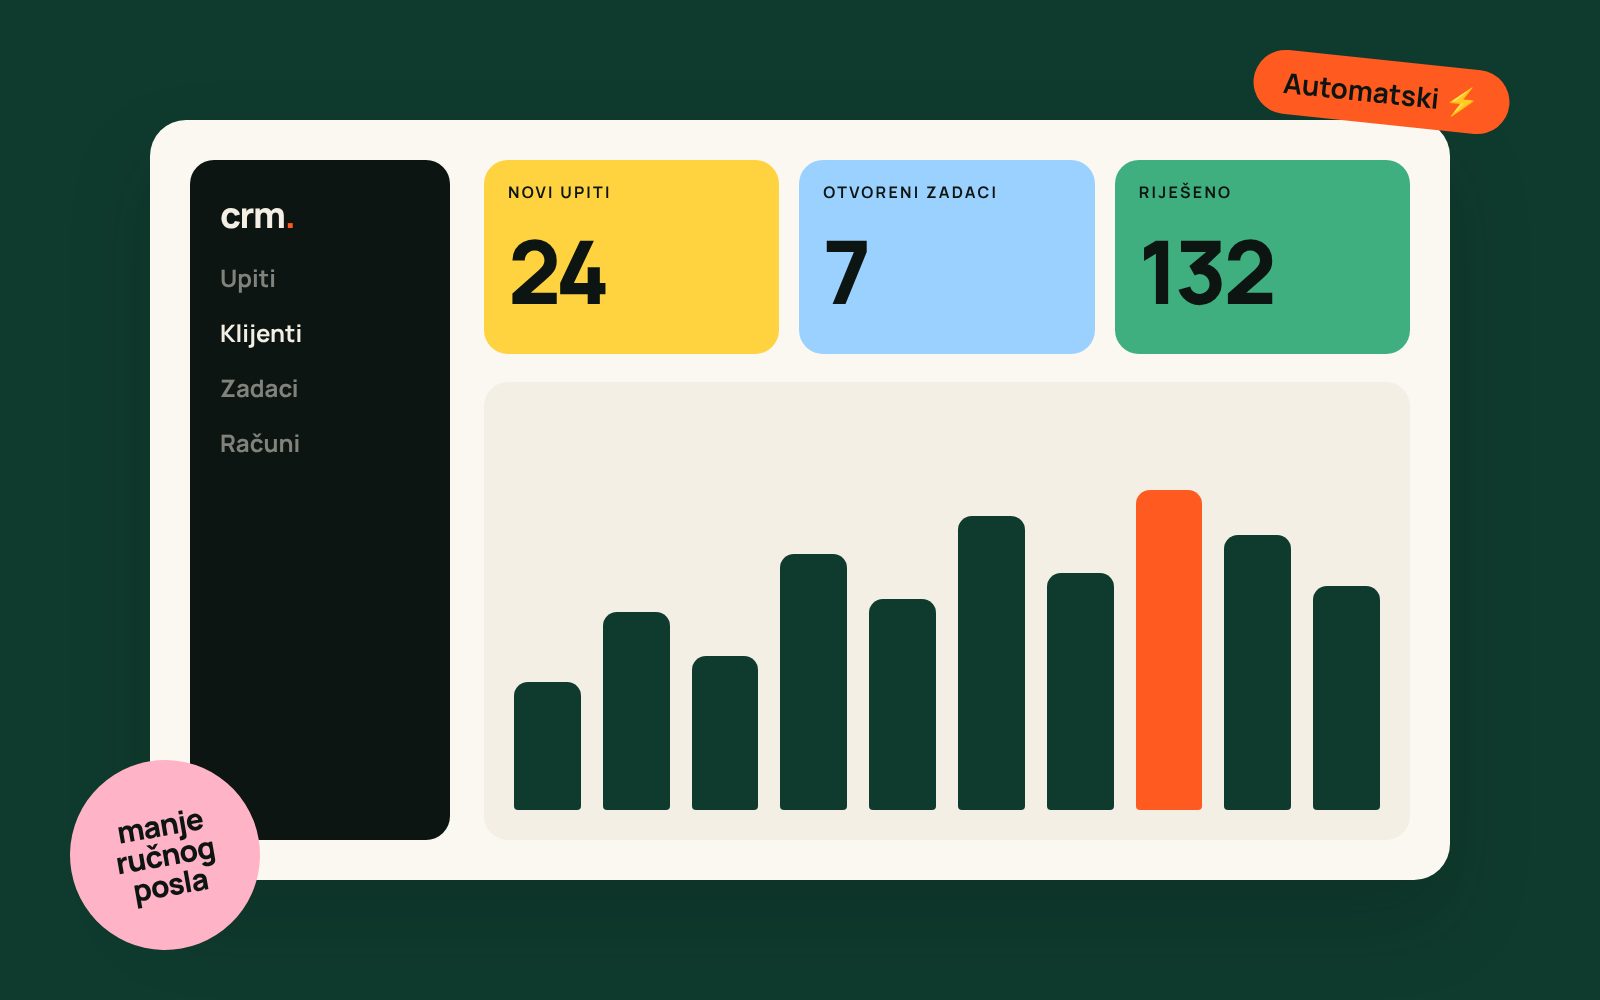 Automatski ⚡
crm.
Upiti
Klijenti
Zadaci
Računi
NOVI UPITI
24
OTVORENI ZADACI
7
RIJEŠENO
132
manje
ručnog
posla